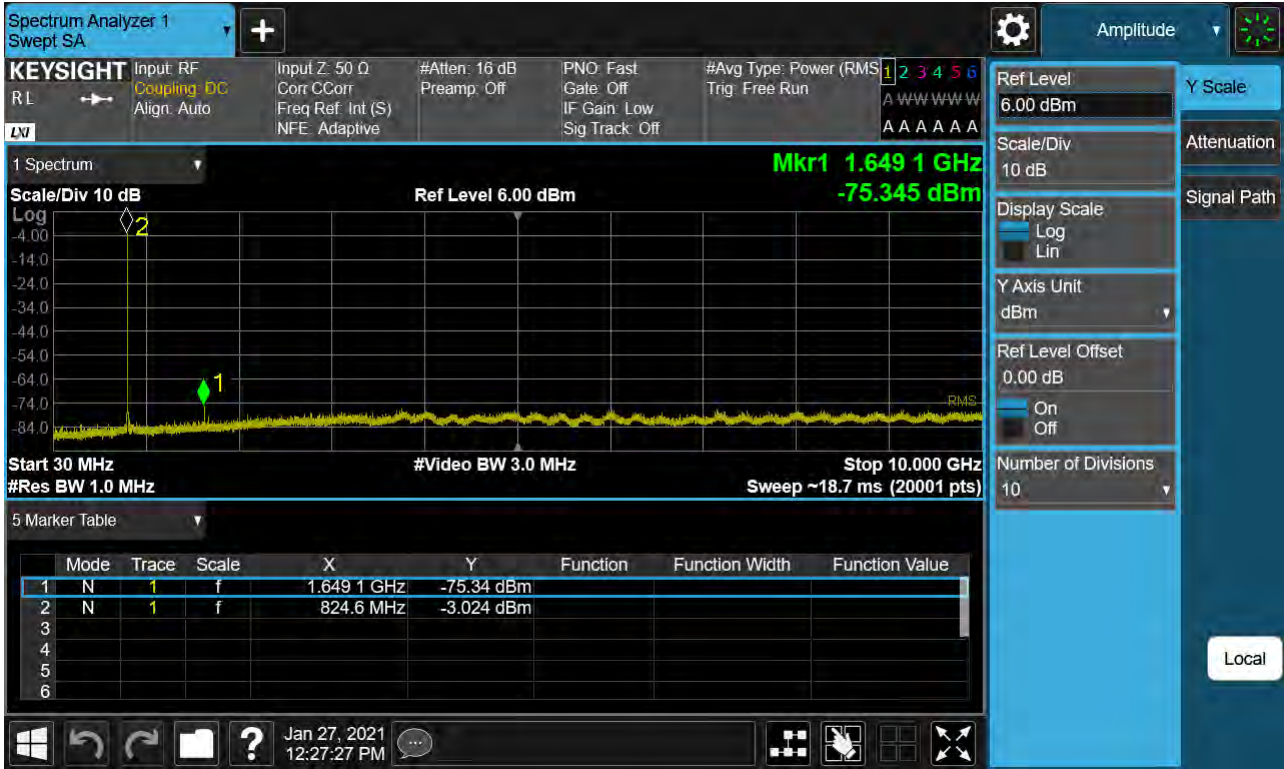 Spectrum Analyzer 1
Swept SA
+
Amplitude
KEYSIGHT
RL
LXI
Input: RF
Coupling: DC
Align: Auto
Input Z: 50 Ω
Corr CCorr
Freq Ref: Int (S)
NFE: Adaptive
#Atten: 16 dB
Preamp: Off
PNO: Fast
Gate: Off
IF Gain: Low
Sig Track: Off
#Avg Type: Power (RMS
Trig: Free Run
1 2 3 4 5 6
A W W W W W
A A A A A A
1 Spectrum
Mkr1 1.649 1 GHz
Scale/Div 10 dB Ref Level 6.00 dBm -75.345 dBm
Log
2
-4.00
-14.0
-24.0
-34.0
-44.0
-54.0
-64.0
1
-74.0
RMS
-84.0
Start 30 MHz #Video BW 3.0 MHz Stop 10.000 GHz
#Res BW 1.0 MHz Sweep ~18.7 ms (20001 pts)
5 Marker Table
Mode Trace Scale X Y Function Function Width Function Value
1 N 1 f 1.649 1 GHz -75.34 dBm
2 N 1 f 824.6 MHz -3.024 dBm
3
4
5
6
Ref Level
6.00 dBm
Scale/Div
10 dB
Display Scale
Log
Lin
Y Axis Unit
dBm
Ref Level Offset
0.00 dB
On
Off
Number of Divisions
10
Y Scale
Attenuation
Signal Path
Local
?
Jan 27, 2021
12:27:27 PM